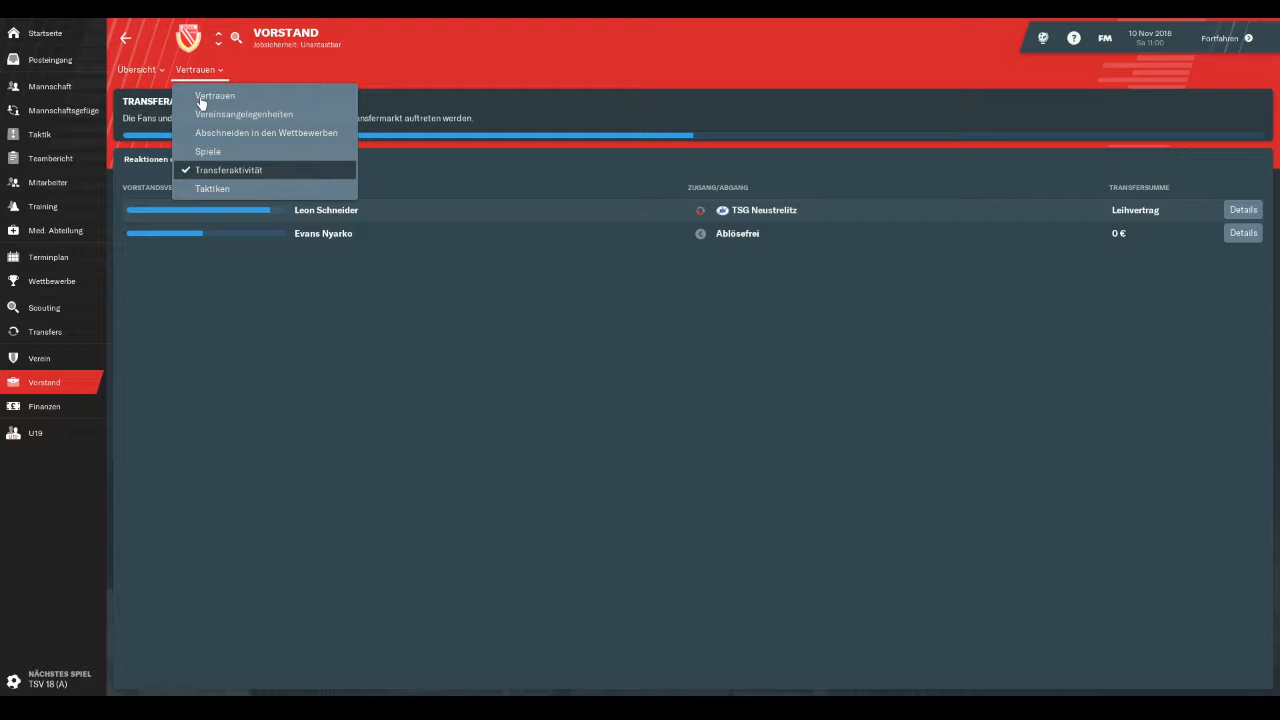 Startseite
Posteingang
Mannschaft
Mannschaftsgefüge
Taktik
Teambericht
Mitarbeiter
Training
Med. Abteilung
Terminplan
Wettbewerbe
Scouting
Transfers
Verein
Vorstand
Finanzen
U19
U19
NÄCHSTES SPIEL
TSV 18 (A)
VORSTAND
Jobsicherheit: Unantastbar
10 Nov 2018
Sa 11:00
FM
Fortfahren
Übersicht
Vertrauen
Vertrauen
Vereinsangelegenheiten
Abschneiden in den Wettbewerben
Spiele
Transferaktivität
Taktiken
TRANSFERA
Die Fans und
ansfermarkt auftreten werden.
Reaktionen
VORSTANDSVE
ZUGANG/ABGANG
TRANSFERSUMME
Leon Schneider
TSG Neustrelitz
Leihvertrag
Details
Evans Nyarko
Ablösefrei
0 €
Details